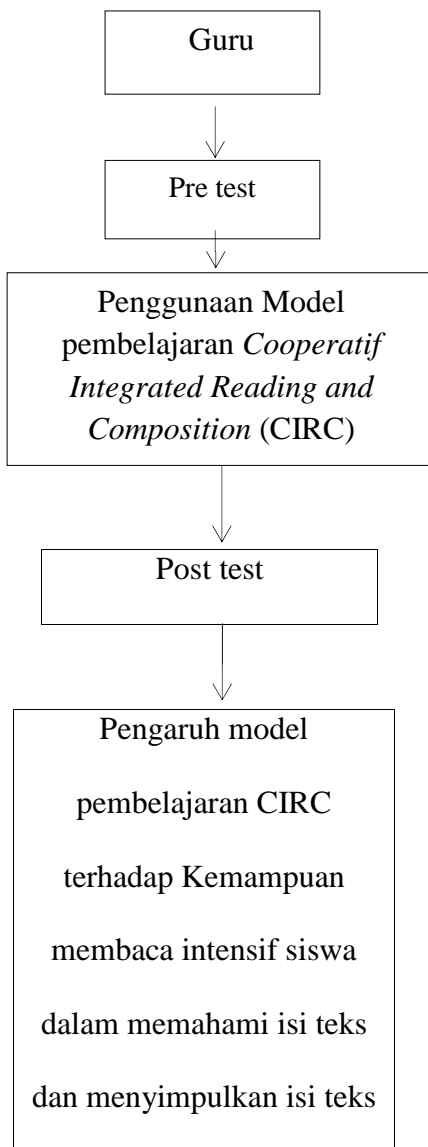 Guru
Pre test
Penggunaan Model
pembelajaran Cooperatif
Integrated Reading and
Composition (CIRC)
Post test
Pengaruh model
pembelajaran CIRC
terhadap Kemampuan
membaca intensif siswa
dalam memahami isi teks
dan menyimpulkan isi teks